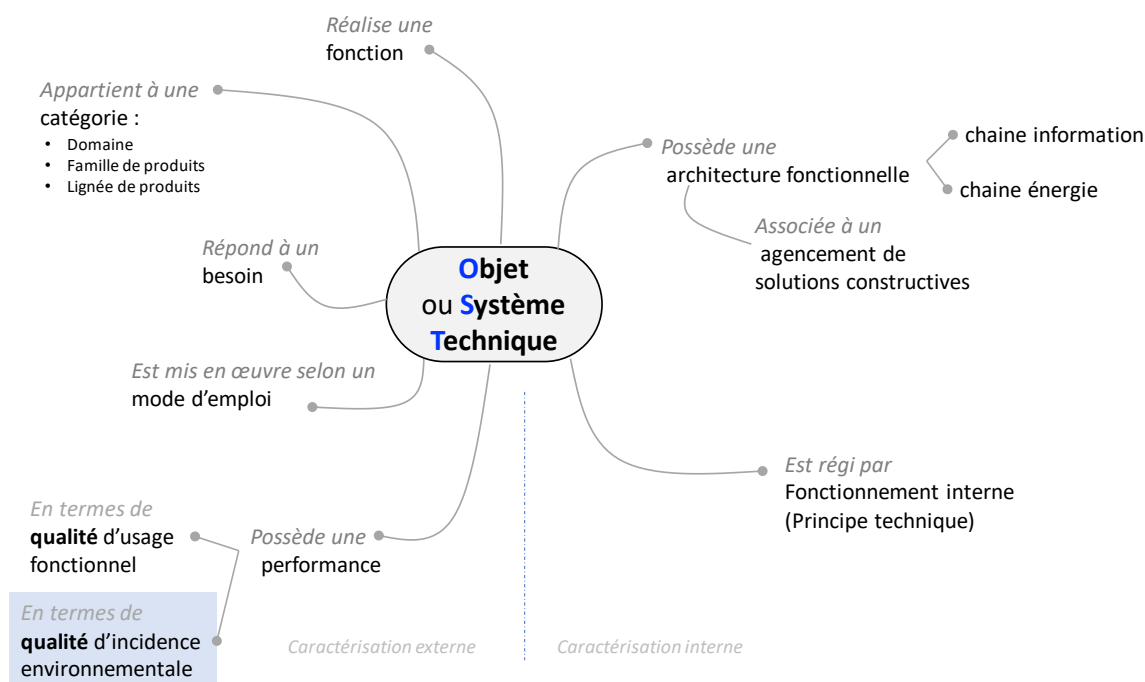 Réalise une
fonction
Appartient à une
catégorie :
• Domaine
• Famille de produits
• Lignée de produits
Répond à un
besoin
Est mis en œuvre selon un
mode d'emploi
En termes de
qualité d'usage
fonctionnel
Possède une
performance
En termes de
qualité d'incidence
environnementale
Objet
ou Système
Technique
Possède une
architecture fonctionnelle
chaine information
chaine énergie
Associée à un
agencement de
solutions constructives
Est régi par
Fonctionnement interne
(Principe technique)
Caractérisation externe
Caractérisation interne